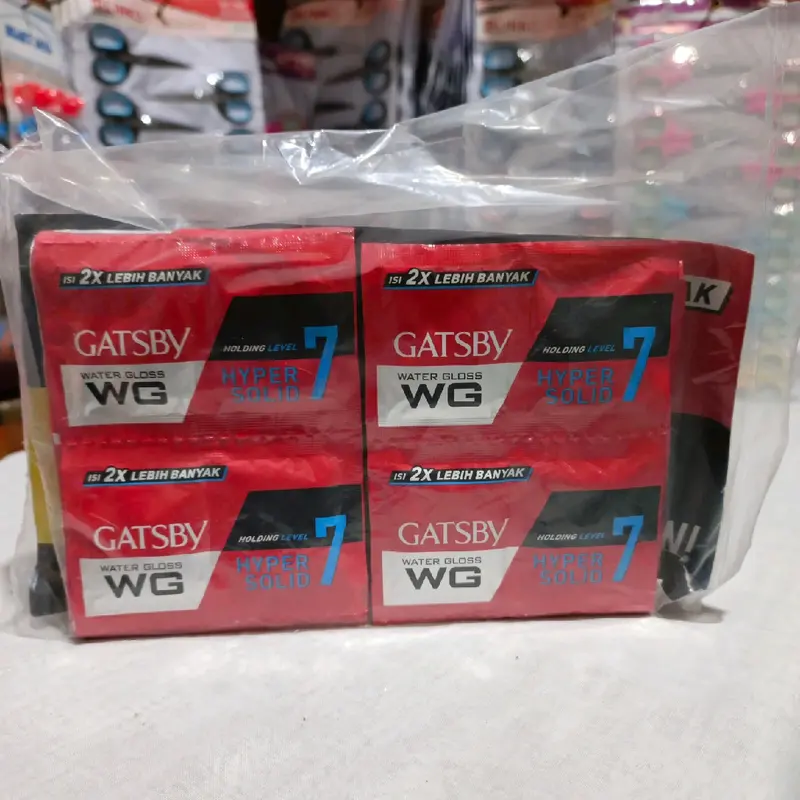 ISI 2X LEBIH BANYAK
GATSBY
WATER GLOSS
WG
HOLDING LEVEL 7
HYPER
SOLID
ISI 2X LEBIH BANYAK
GATSBY
WATER GLOSS
WG
HOLDING LEVEL 7
HYPER
SOLID
AK
ISI 2X LEBIH BANYAK
GATSBY
WATER GLOSS
WG
HOLDING LEVEL 7
HYPER
SOLID
ISI 2X LEBIH BANYAK
GATSBY
WATER GLOSS
WG
HOLDING LEVEL 7
HYPER
SOLID